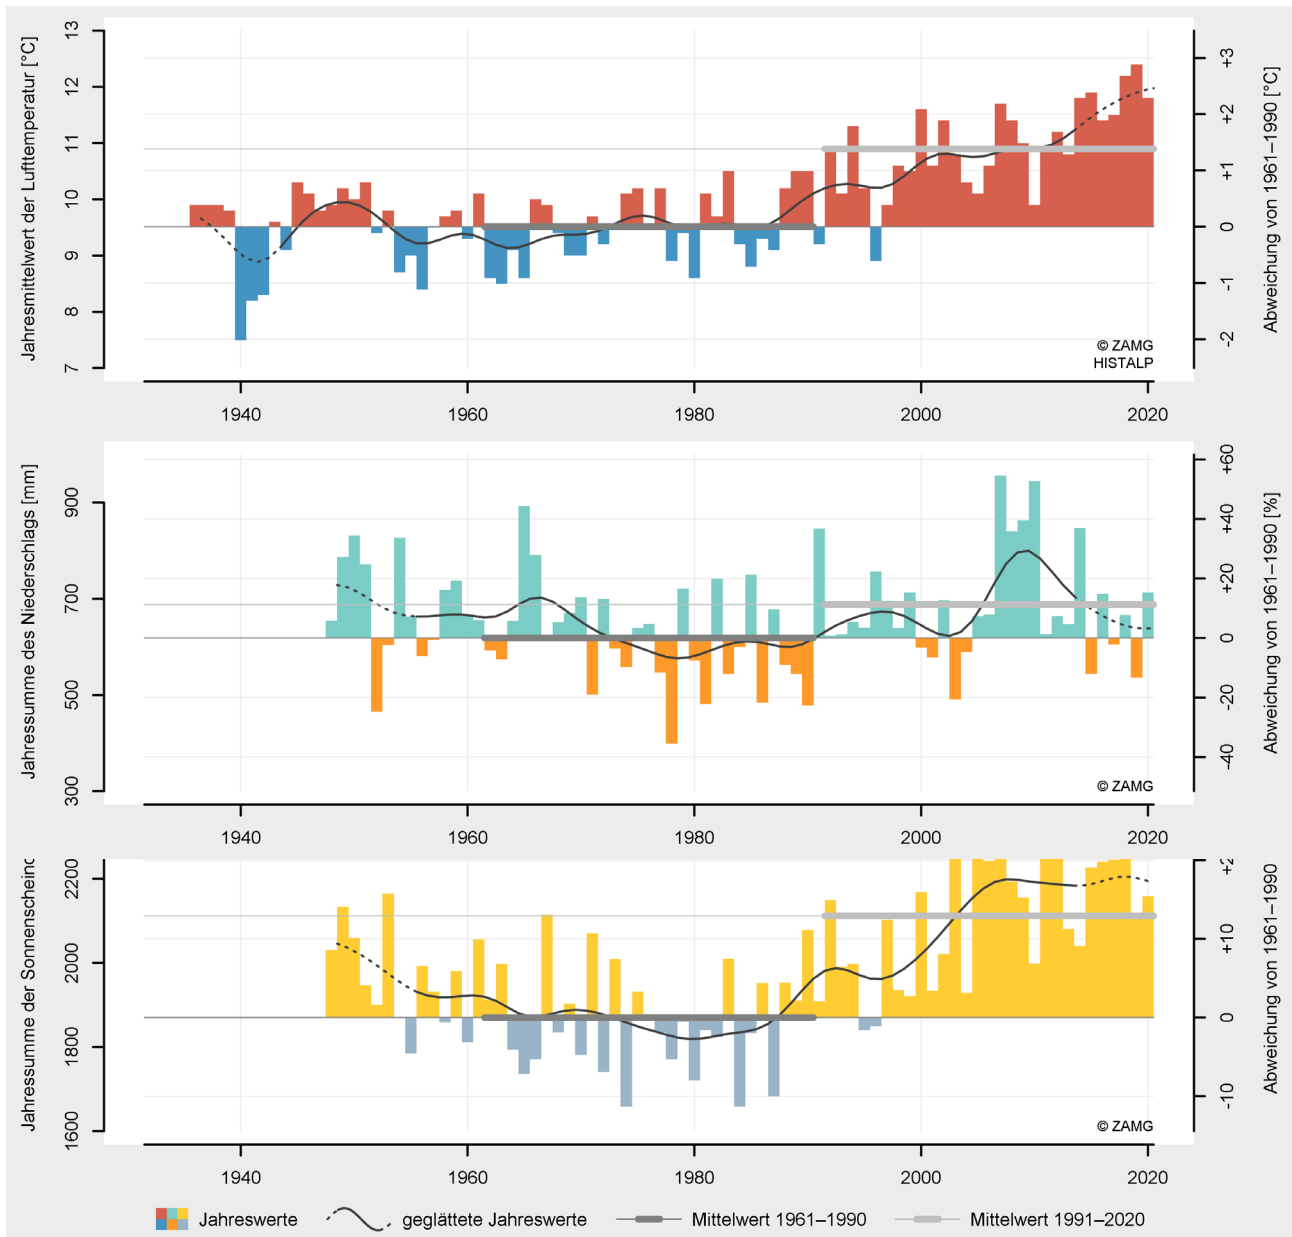 Jahresmittelwert der Lufttemperatur [°C]
13
12
11
10
9
8
7
+3
+2
+1
0
-1
-2
Abweichung von 1961–1990 [°C]
© ZAMG
HISTALP
1940 1960 1980 2000 2020
Jahressumme des Niederschlags [mm]
900
700
500
300
+60
+40
+20
0
-20
-40
Abweichung von 1961–1990 [%]
© ZAMG
1940 1960 1980 2000 2020
Jahressumme der Sonnenschein
2200
2000
1800
1600
+2
+10
0
-10
Abweichung von 1961–1990
© ZAMG
1940 1960 1980 2000 2020
Jahreswerte geglättete Jahreswerte Mittelwert 1961–1990 Mittelwert 1991–2020